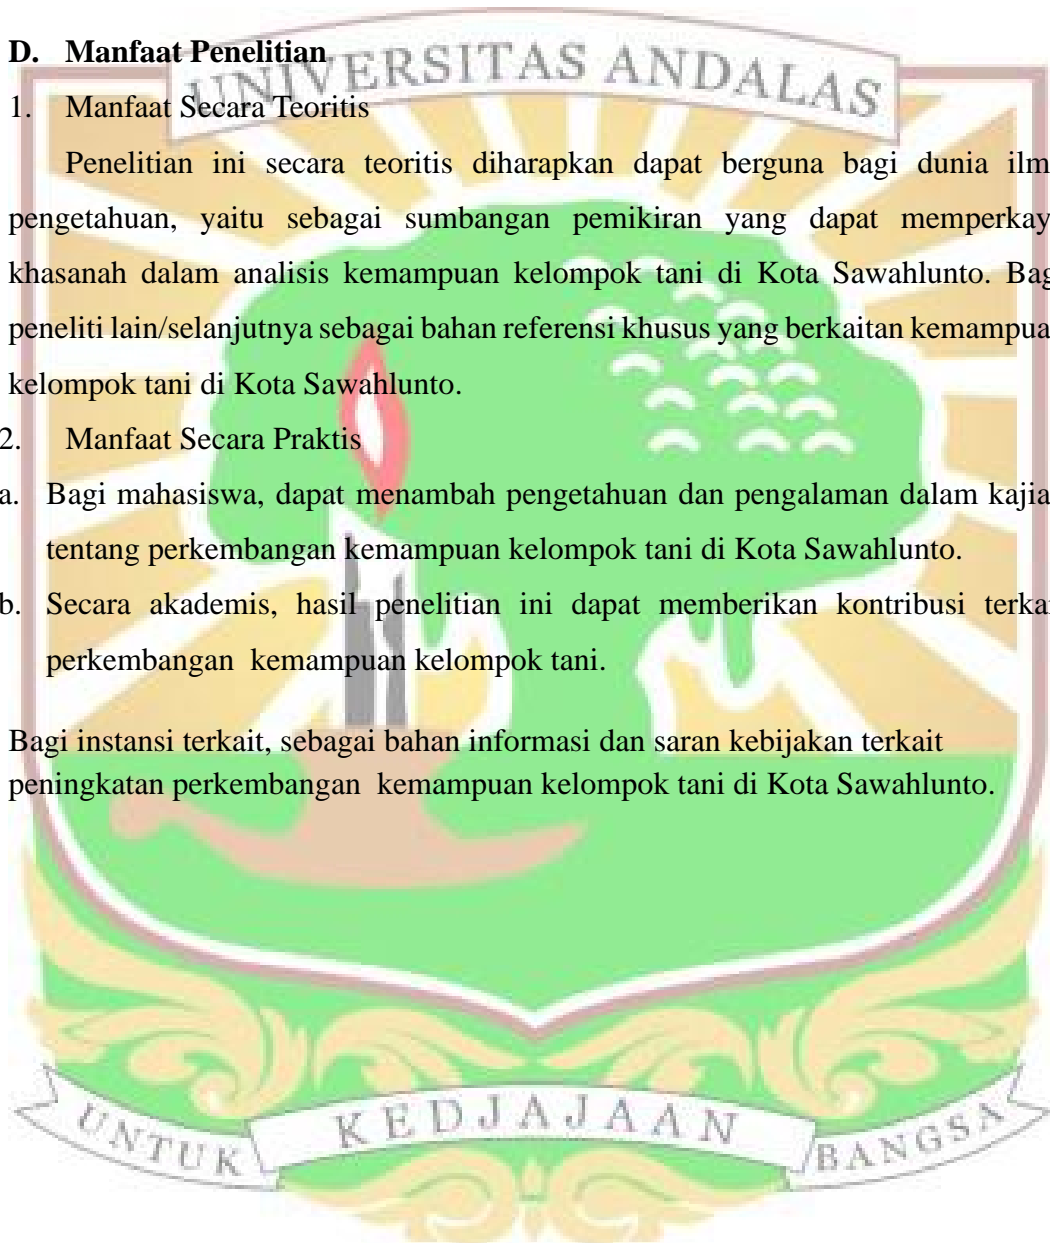 D. Manfaat Penelitian
UNIVERSITAS ANDALAS
1. Manfaat Secara Teoritis
Penelitian ini secara teoritis diharapkan dapat berguna bagi dunia ilm
pengetahuan, yaitu sebagai sumbangan pemikiran yang dapat memperkay
khasanah dalam analisis kemampuan kelompok tani di Kota Sawahlunto. Bag
peneliti lain/selanjutnya sebagai bahan referensi khusus yang berkaitan kemampua
kelompok tani di Kota Sawahlunto.
2. Manfaat Secara Praktis
a. Bagi mahasiswa, dapat menambah pengetahuan dan pengalaman dalam kajia
tentang perkembangan kemampuan kelompok tani di Kota Sawahlunto.
b. Secara akademis, hasil penelitian ini dapat memberikan kontribusi terka
perkembangan kemampuan kelompok tani.
Bagi instansi terkait, sebagai bahan informasi dan saran kebijakan terkait
peningkatan perkembangan kemampuan kelompok tani di Kota Sawahlunto.
UNTUK KEDJAJAAN BANGSA